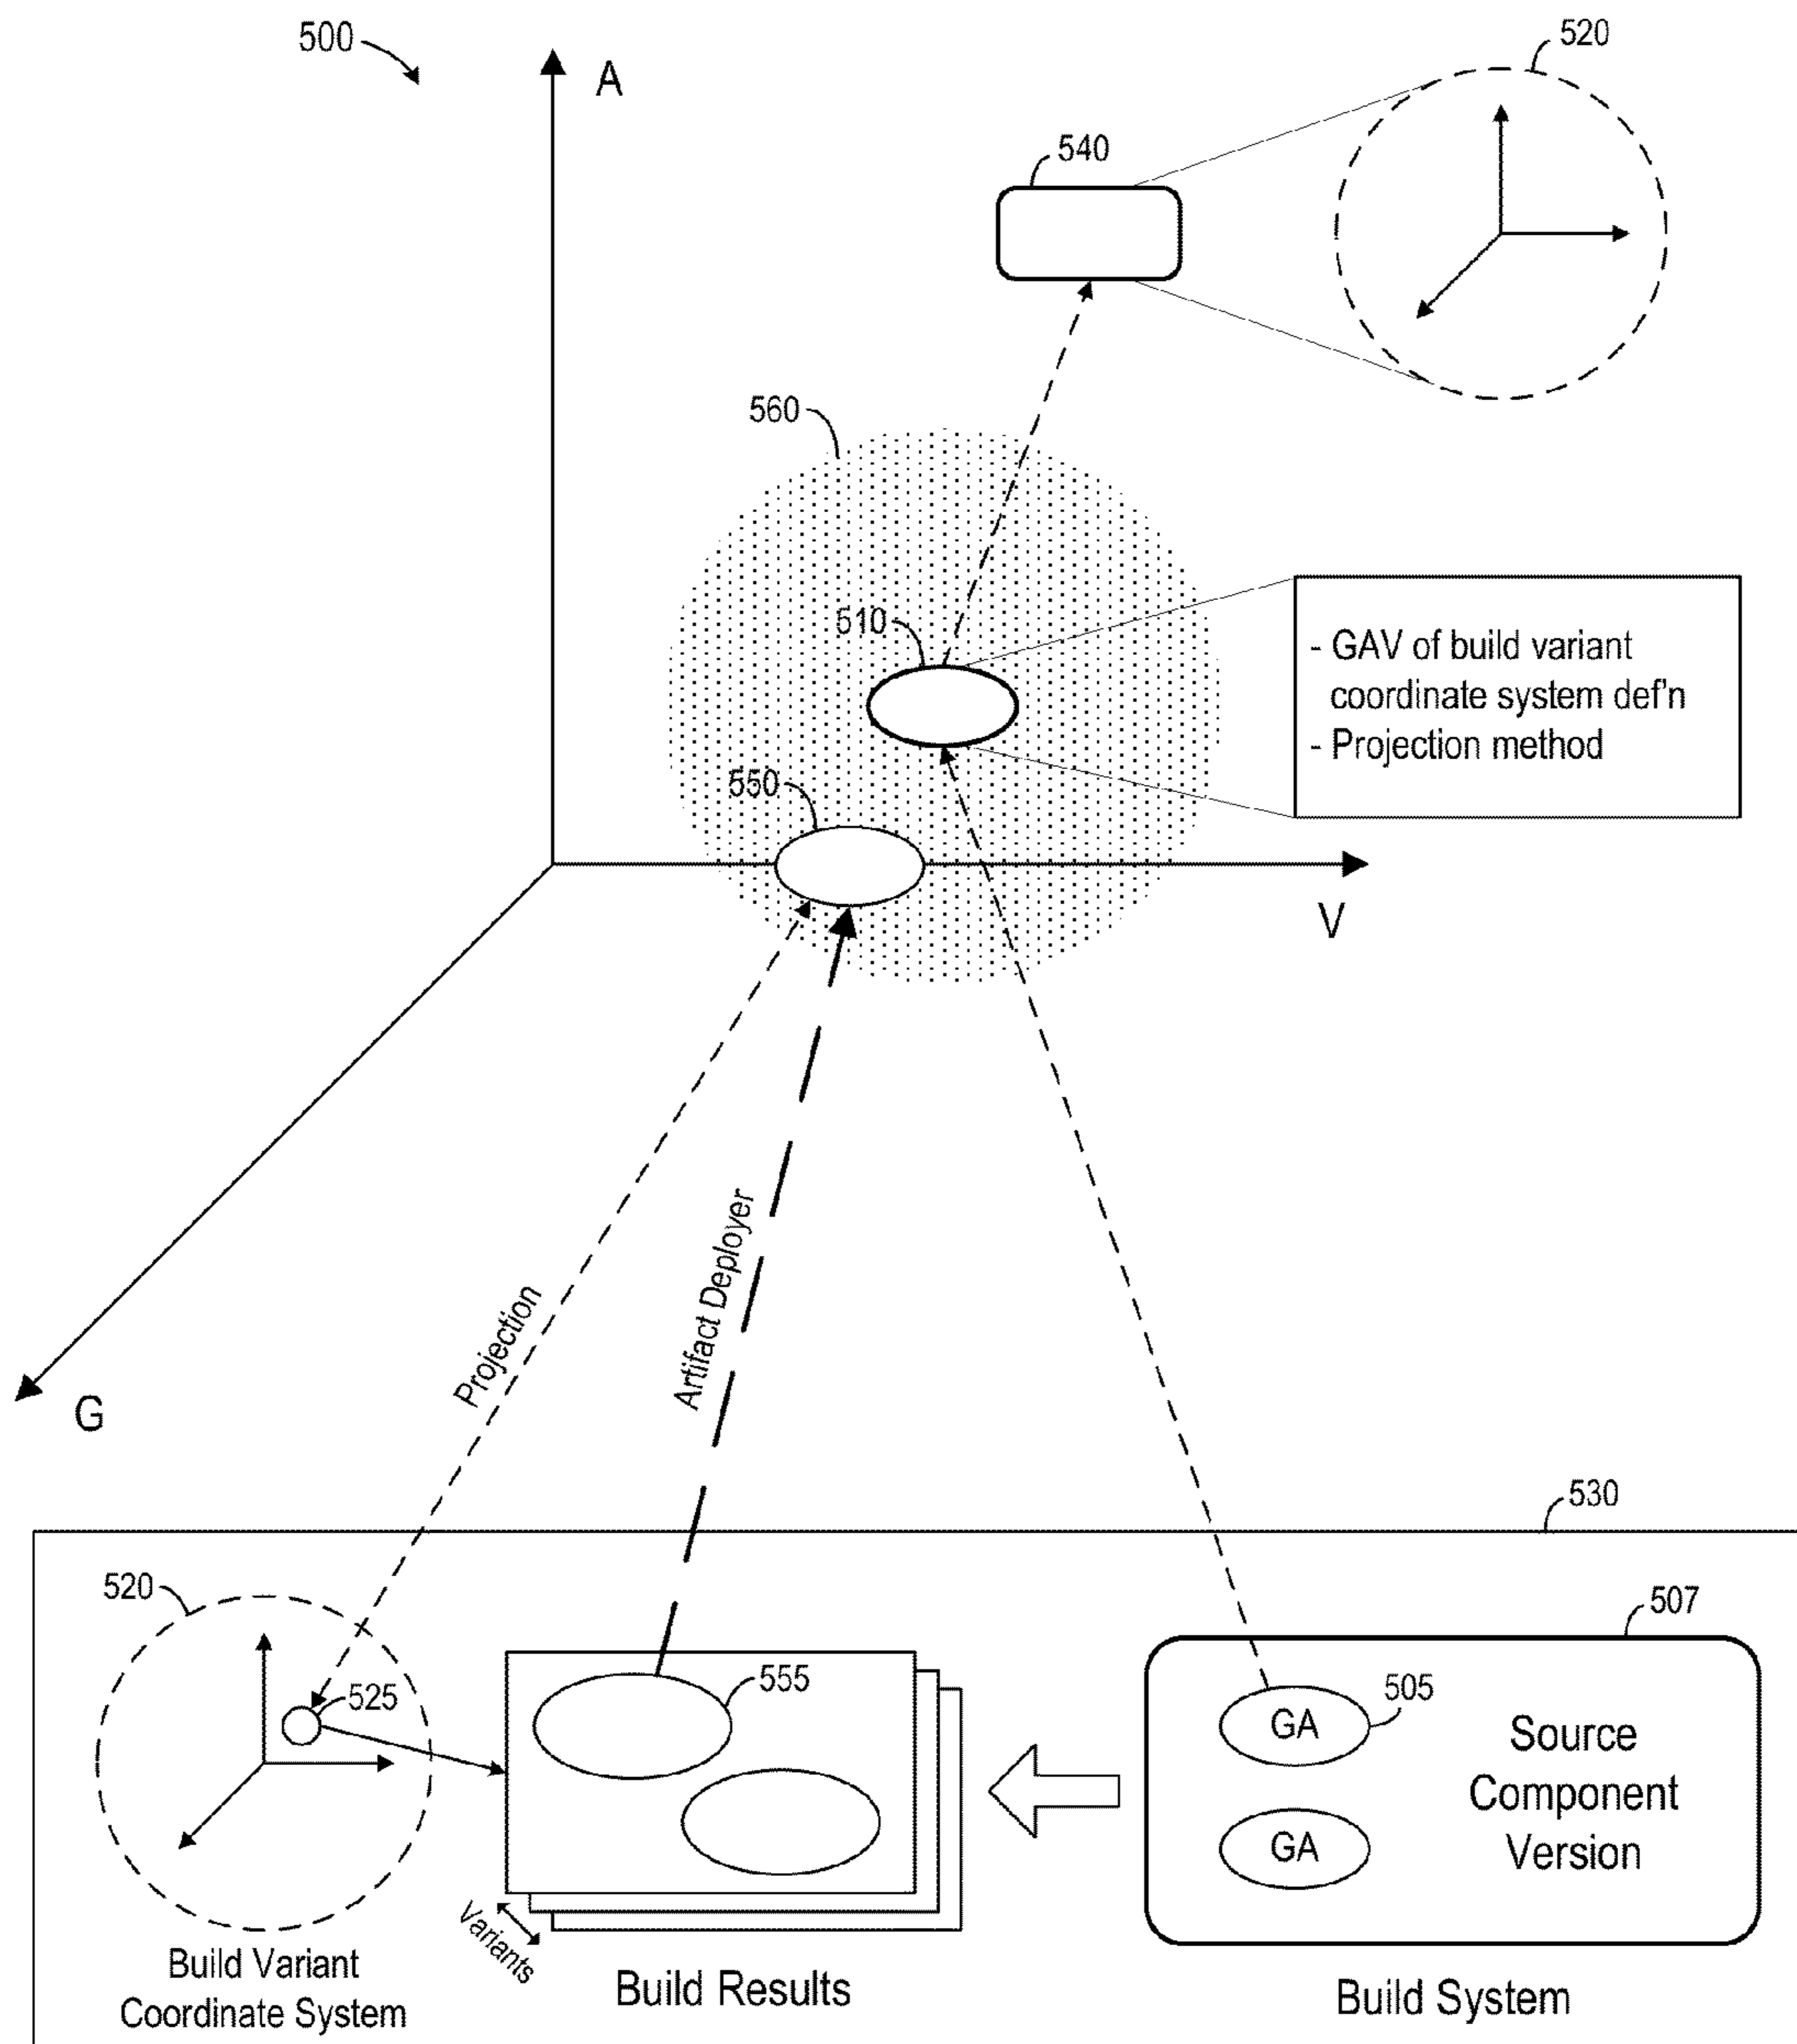 500
A
520
540
560
510
- GAV of build variant
coordinate system def'n
- Projection method
550
V
Projection
Artifact Deployer
G
530
520
507
525
555
GA
505
Source
Component
Version
GA
Variants
Build Variant
Coordinate System
Build Results
Build System